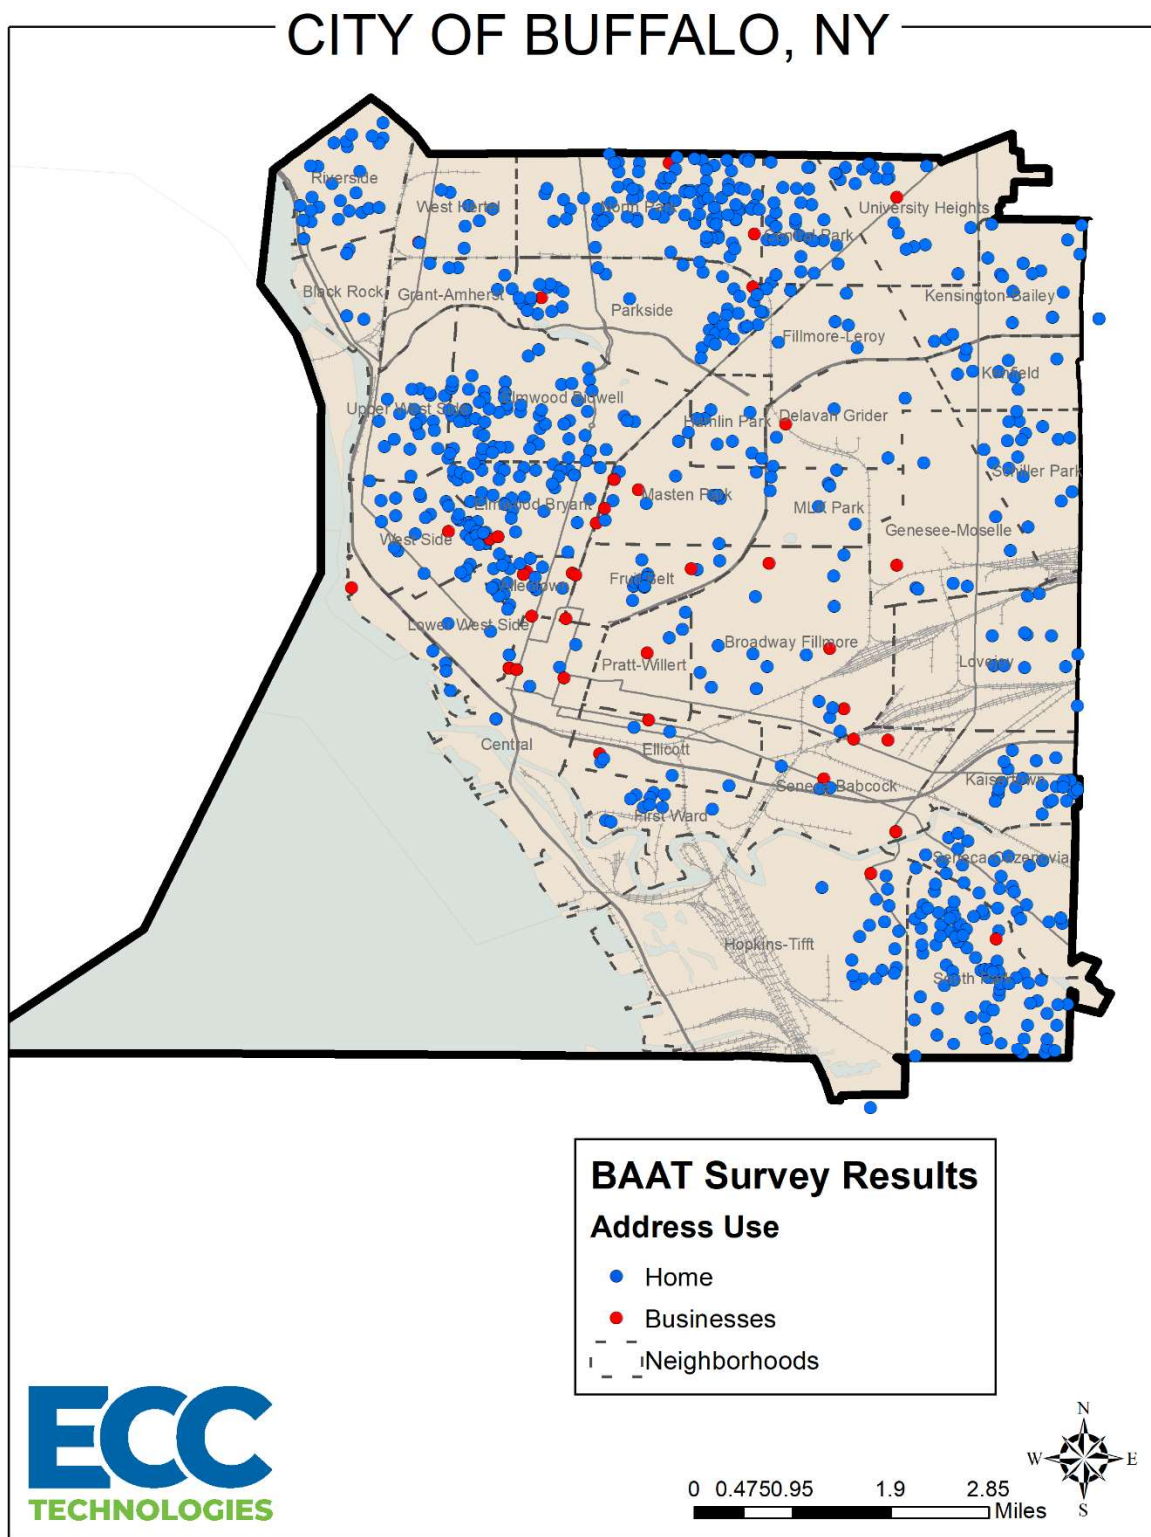 CITY OF BUFFALO, NY
Riverside
West Hertel
North Park
University Heights
Central Park
Black Rock
Grant-Amherst
Parkside
Kensington-Bailey
Fillmore-Leroy
Kenfield
Upper West Side
Elmwood Bidwell
Hamlin Park
Delavan Grider
Schiller Park
Masten Park
Elmwood Bryant
MLK Park
Genesee-Moselle
West Side
Allentown
Fruit Belt
Lower West Side
Broadway Fillmore
Pratt-Willert
Lovejoy
Central
Ellicott
Seneca Babcock
Kaisertown
First Ward
Seneca-Cazenovia
Hopkins-Tifft
South Park
BAAT Survey Results
Address Use
Home
Businesses
Neighborhoods
ECC
TECHNOLOGIES
N
W E
S
0 0.475 0.95 1.9 2.85
Miles